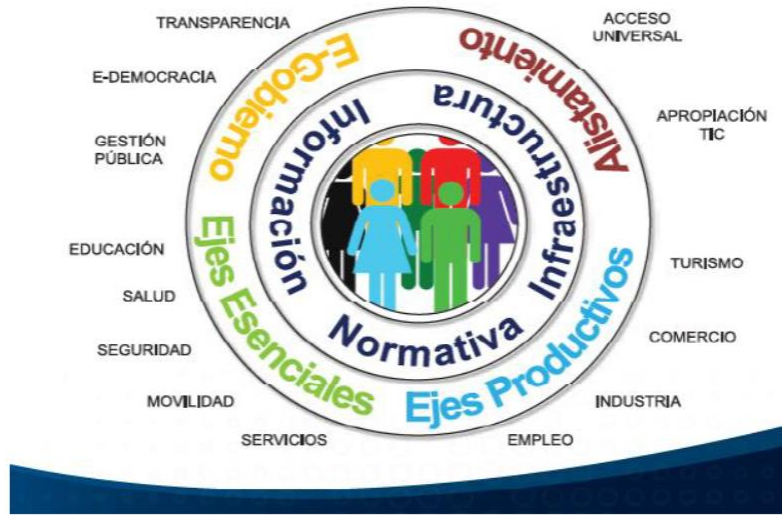 TRANSPARENCIA
E-DEMOCRACIA
GESTIÓN
PÚBLICA
EDUCACIÓN
SALUD
SEGURIDAD
MOVILIDAD
SERVICIOS
ACCESO
UNIVERSAL
APROPIACIÓN
TIC
TURISMO
COMERCIO
INDUSTRIA
EMPLEO
E-Gobierno
Alistamiento
Ejes Esenciales
Ejes Productivos
Información
Infraestructura
Normativa